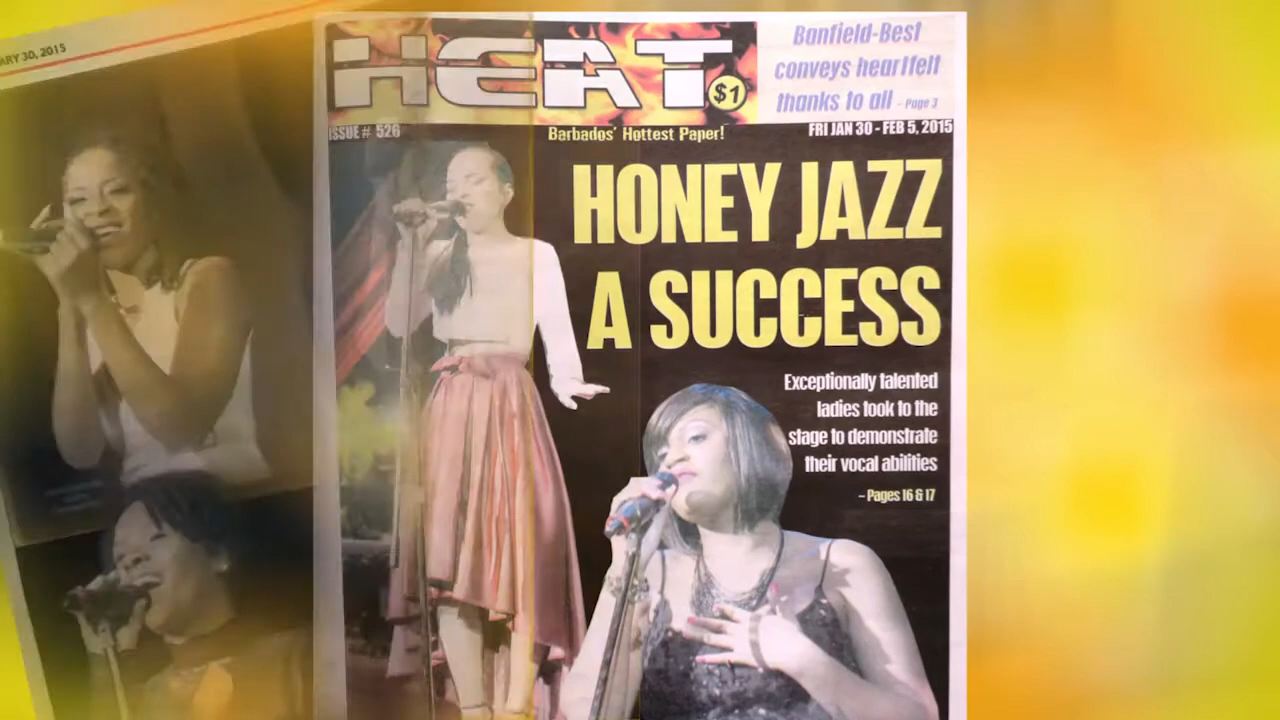 ARY 30, 2015
HEAT
$1
Banfield-Best
conveys heartfelt
thanks to all – Page 3
ISSUE # 526
Barbados' Hottest Paper!
FRI JAN 30 - FEB 5, 2015
HONEY JAZZ
A SUCCESS
Exceptionally talented
ladies took to the
stage to demonstrate
their vocal abilities
– Pages 16 & 17